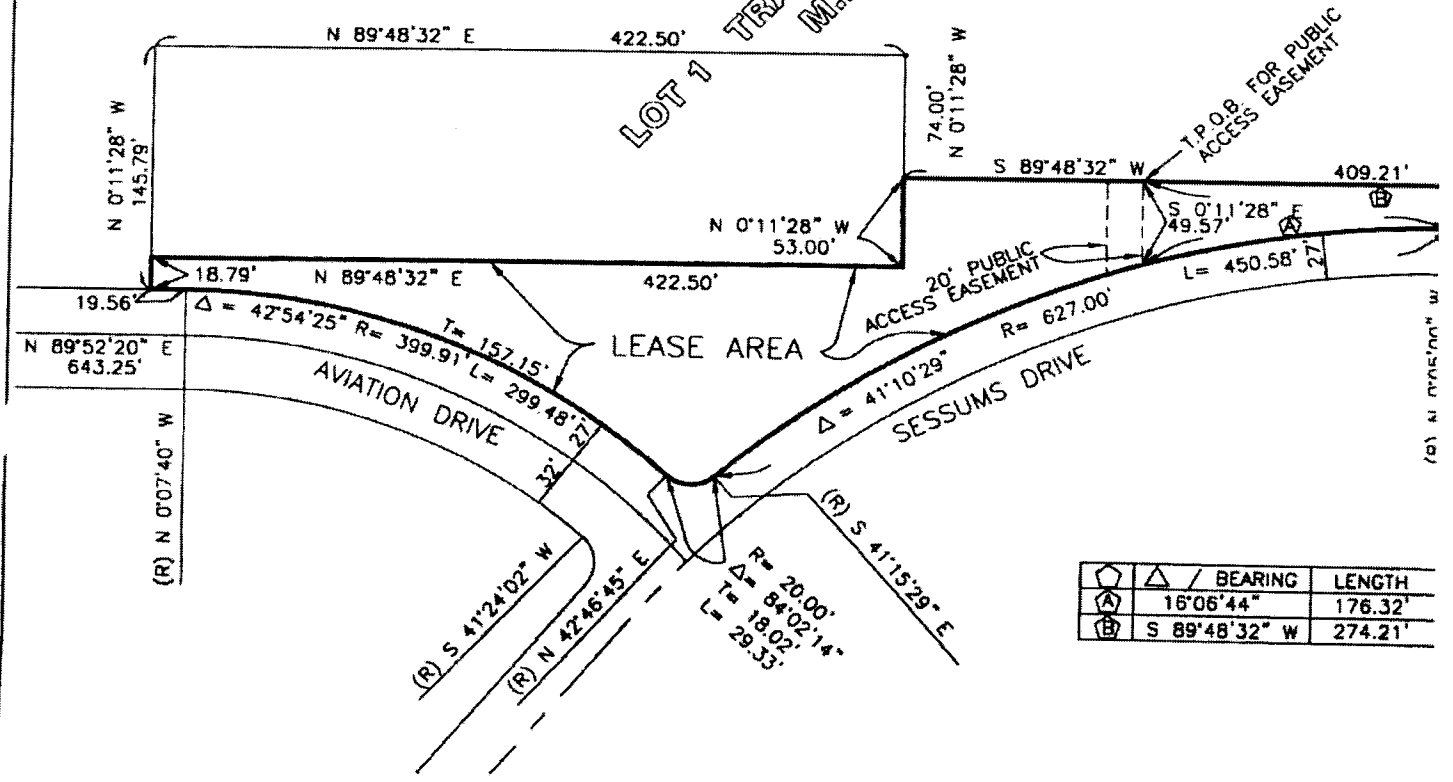 TRA
M.
N 89°48'32" E 422.50'
LOT 1
N 0°11'28" W
145.79'
74.00'
N 0°11'28" W
T.P.O.B. FOR PUBLIC
ACCESS EASEMENT
S 89°48'32" W
409.21'
B
N 0°11'28" W
53.00'
S 0°11'28" E
49.57'
A
18.79'
N 89°48'32" E
422.50'
20' PUBLIC
ACCESS EASEMENT
L= 450.58'
27'
19.56'
Δ = 42°54'25" R= 399.91' L= 299.48'
T= 157.15'
LEASE AREA
R= 627.00'
Δ = 41°10'29"
N 89°52'20" E
643.25'
AVIATION DRIVE
SESSUMS DRIVE
27'
32'
(R) N 0°07'40" W
(R) N 0°05'00" W
(R) S 41°24'02" W
(R) N 42°46'45" E
R= 20.00'
Δ= 84°02'14"
T= 18.02'
L= 29.33'
(R) S 41°15'29" E
Δ / BEARING LENGTH
A 16°06'44" 176.32'
B S 89°48'32" W 274.21'